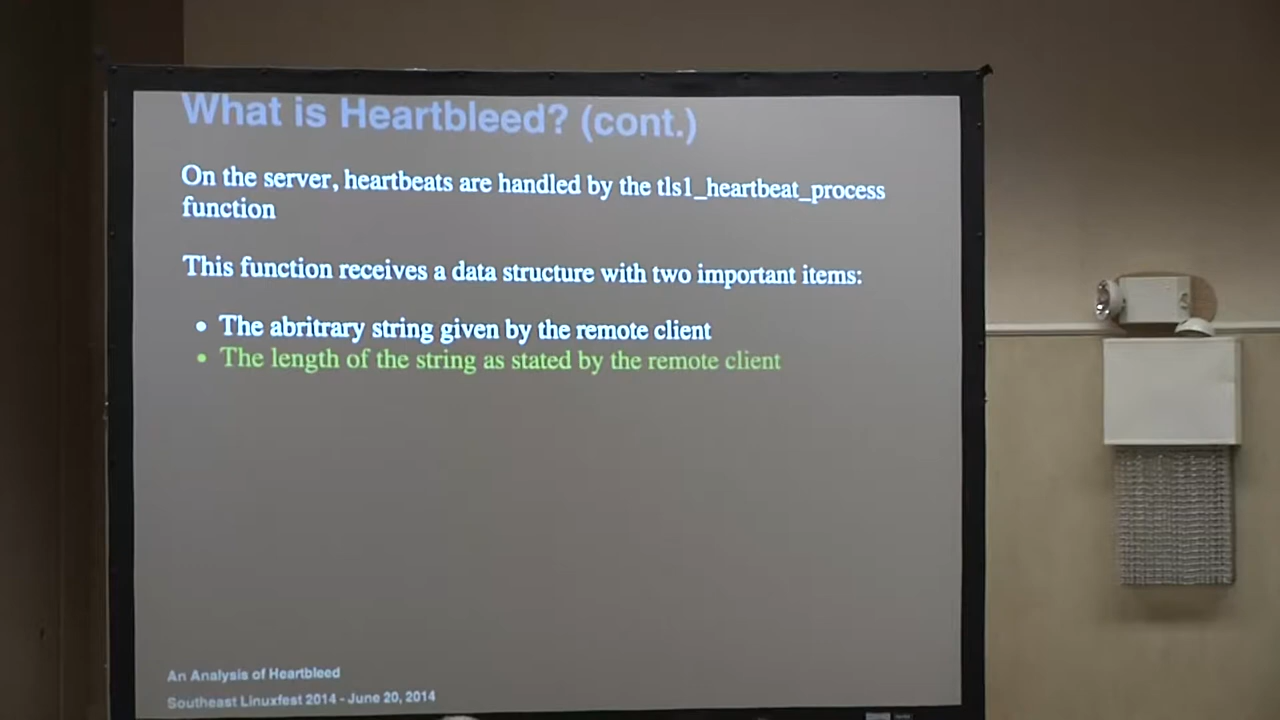 What is Heartbleed? (cont.)
On the server, heartbeats are handled by the tls1_heartbeat_process
function
This function receives a data structure with two important items:
• The abritrary string given by the remote client
• The length of the string as stated by the remote client
An Analysis of Heartbleed
Southeast Linuxfest 2014 - June 20, 2014